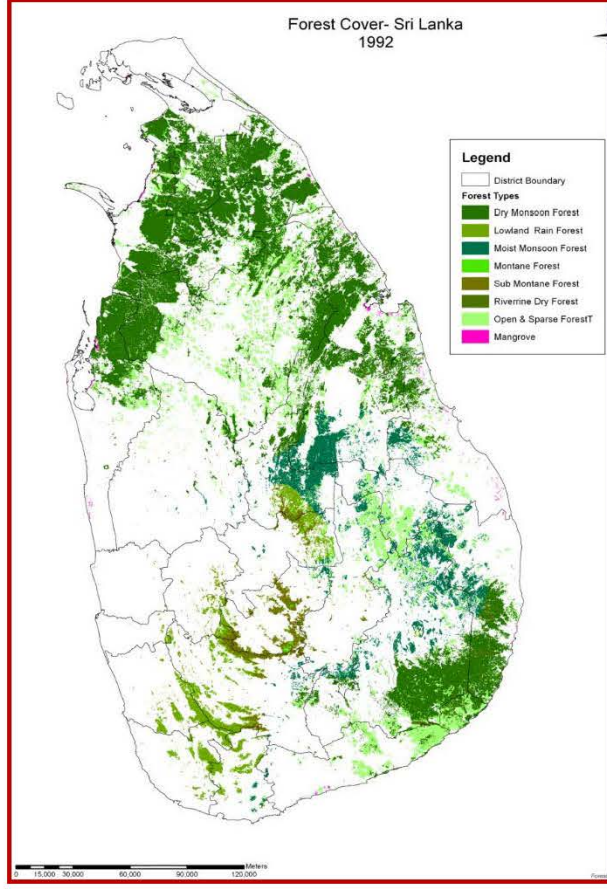 Forest Cover- Sri Lanka
1992
Legend
District Boundary
Forest Types
Dry Monsoon Forest
Lowland Rain Forest
Moist Monsoon Forest
Montane Forest
Sub Montane Forest
Riverrine Dry Forest
Open & Sparse ForestT
Mangrove
Meters
0 15,000 30,000 60,000 90,000 120,000
Forest